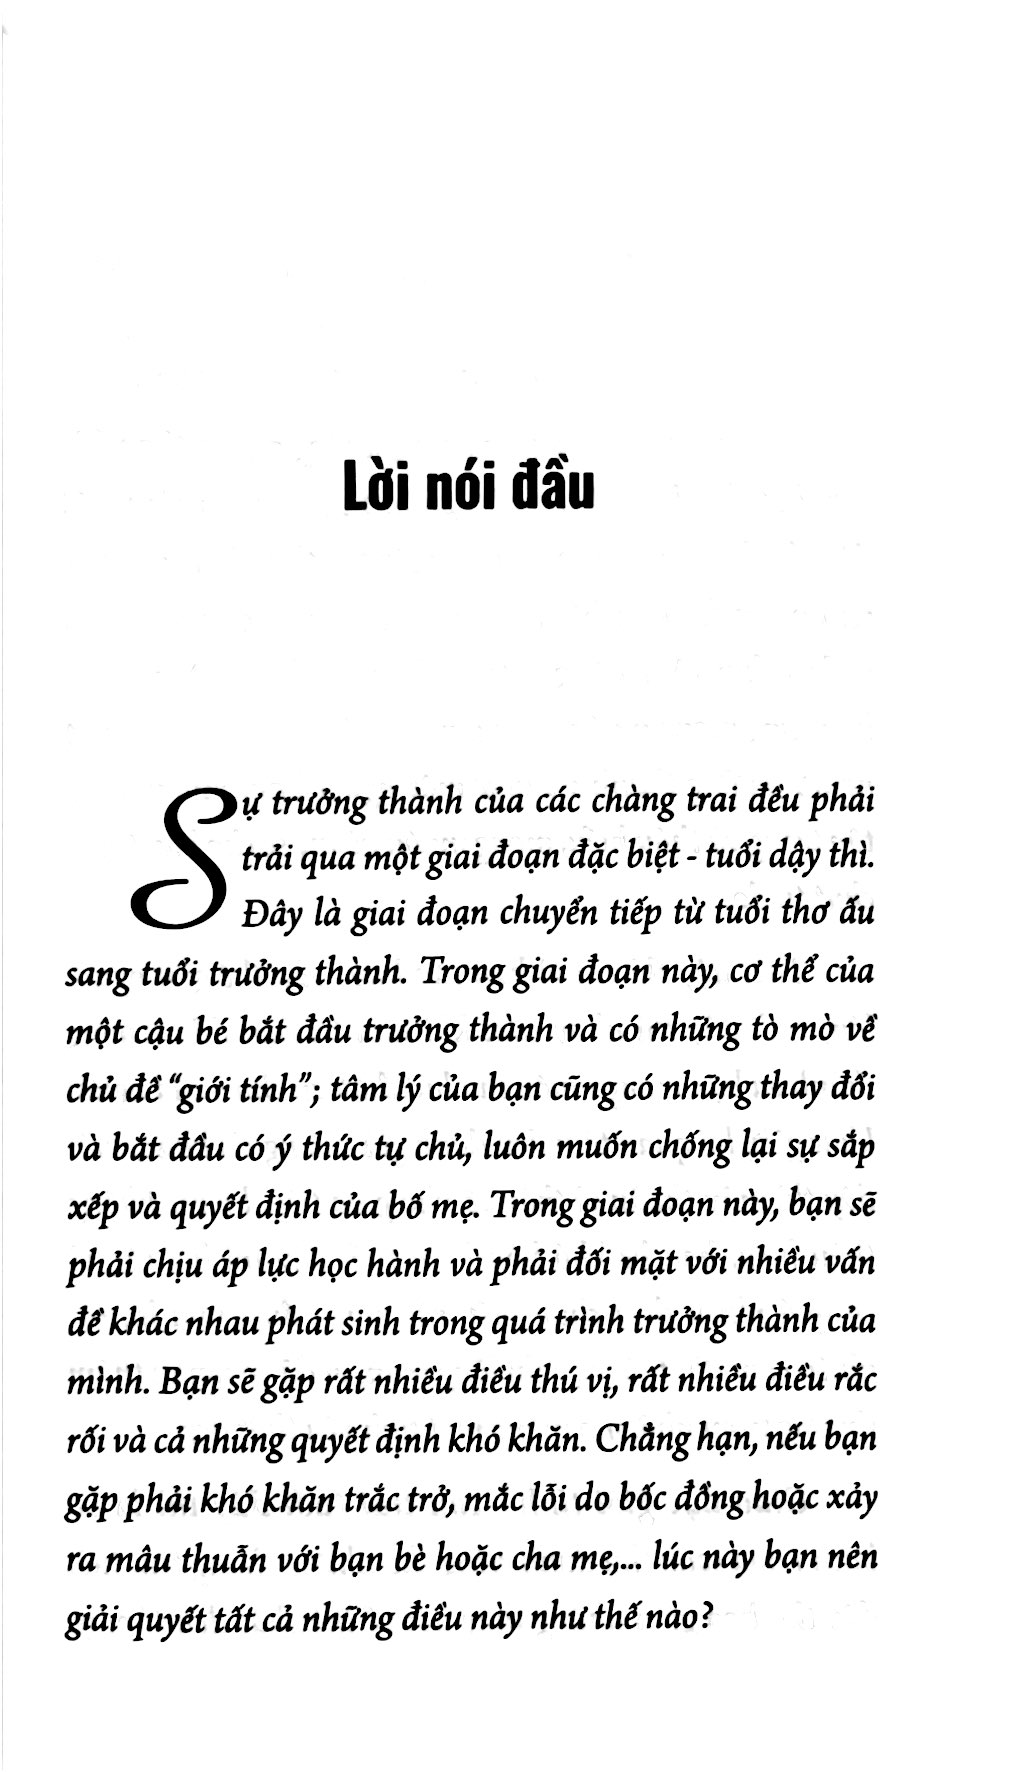 Lời nói đầu
Sự trưởng thành của các chàng trai đều phải
trải qua một giai đoạn đặc biệt - tuổi dậy thì.
Đây là giai đoạn chuyển tiếp từ tuổi thơ ấu
sang tuổi trưởng thành. Trong giai đoạn này, cơ thể của
một cậu bé bắt đầu trưởng thành và có những tò mò về
chủ đề “giới tính”; tâm lý của bạn cũng có những thay đổi
và bắt đầu có ý thức tự chủ, luôn muốn chống lại sự sắp
xếp và quyết định của bố mẹ. Trong giai đoạn này, bạn sẽ
phải chịu áp lực học hành và phải đối mặt với nhiều vấn
đề khác nhau phát sinh trong quá trình trưởng thành của
mình. Bạn sẽ gặp rất nhiều điều thú vị, rất nhiều điều rắc
rối và cả những quyết định khó khăn. Chẳng hạn, nếu bạn
gặp phải khó khăn trắc trở, mắc lỗi do bốc đồng hoặc xảy
ra mâu thuẫn với bạn bè hoặc cha mẹ,... lúc này bạn nên
giải quyết tất cả những điều này như thế nào?